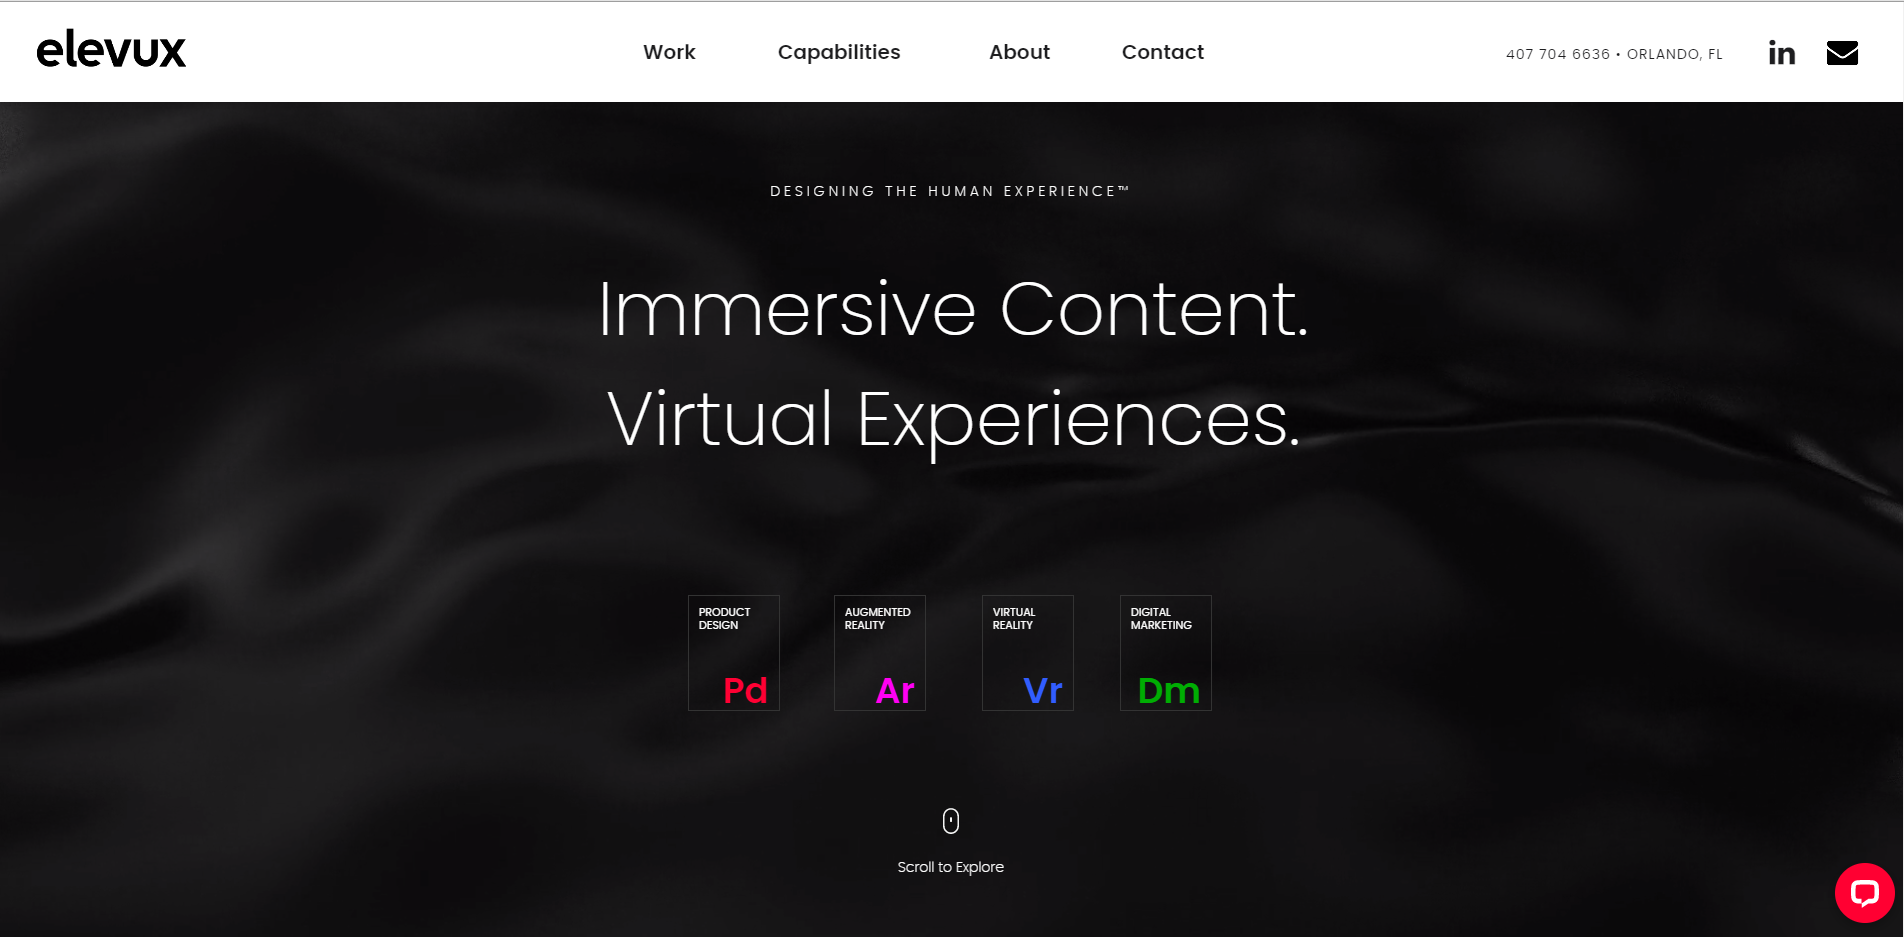 elevux
Work
Capabilities
About
Contact
407 704 6636 • ORLANDO, FL
in
DESIGNING THE HUMAN EXPERIENCE™
Immersive Content.
Virtual Experiences.
PRODUCT
DESIGN
Pd
AUGMENTED
REALITY
Ar
VIRTUAL
REALITY
Vr
DIGITAL
MARKETING
Dm
Scroll to Explore